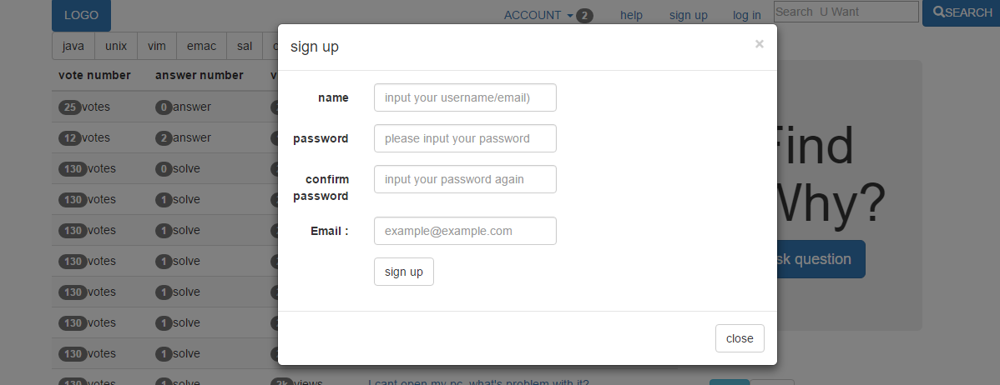 LOGO
ACCOUNT 2 help sign up log in Search U Want SEARCH
java unix vim emac sal
sign up ×
vote number answer number
name input your username/email)
25 votes 0 answer
password please input your password
12 votes 2 answer
130 votes 0 solve
confirm password input your password again
130 votes 1 solve
130 votes 1 solve
Email : example@example.com
130 votes 1 solve
sign up
130 votes 1 solve
130 votes 1 solve
130 votes 1 solve
close
130 votes 1 solve 2k views I cant open my pc, what's problem with it?
Find
Why?
sk question